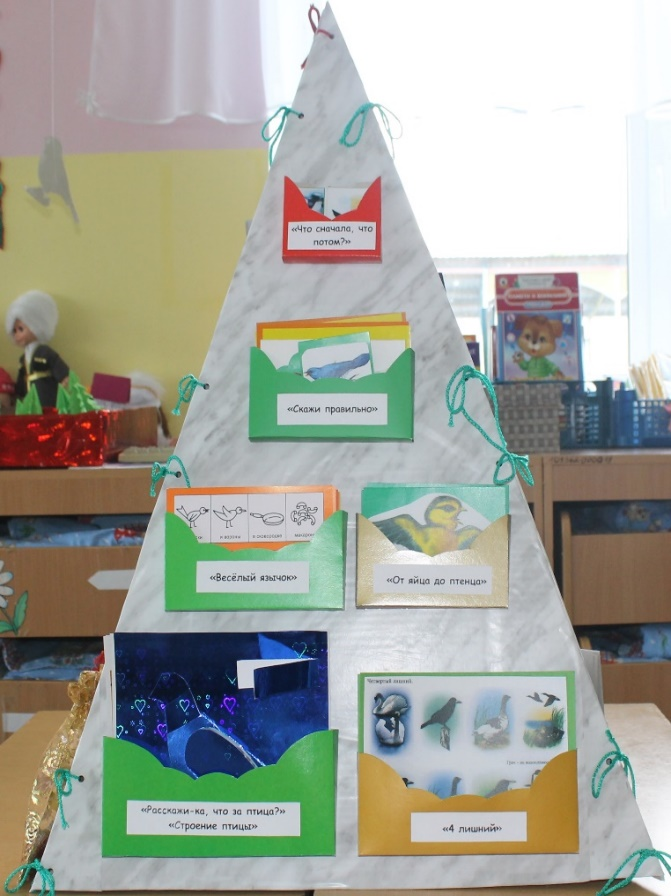 «Что сначала, что
потом?»
«Скажи правильно»
«Весёлый язычок»
«От яйца до птенца»
Четвертый лишний.
«Расскажи-ка, что за птица?»
«Строение птицы»
«4 лишний»